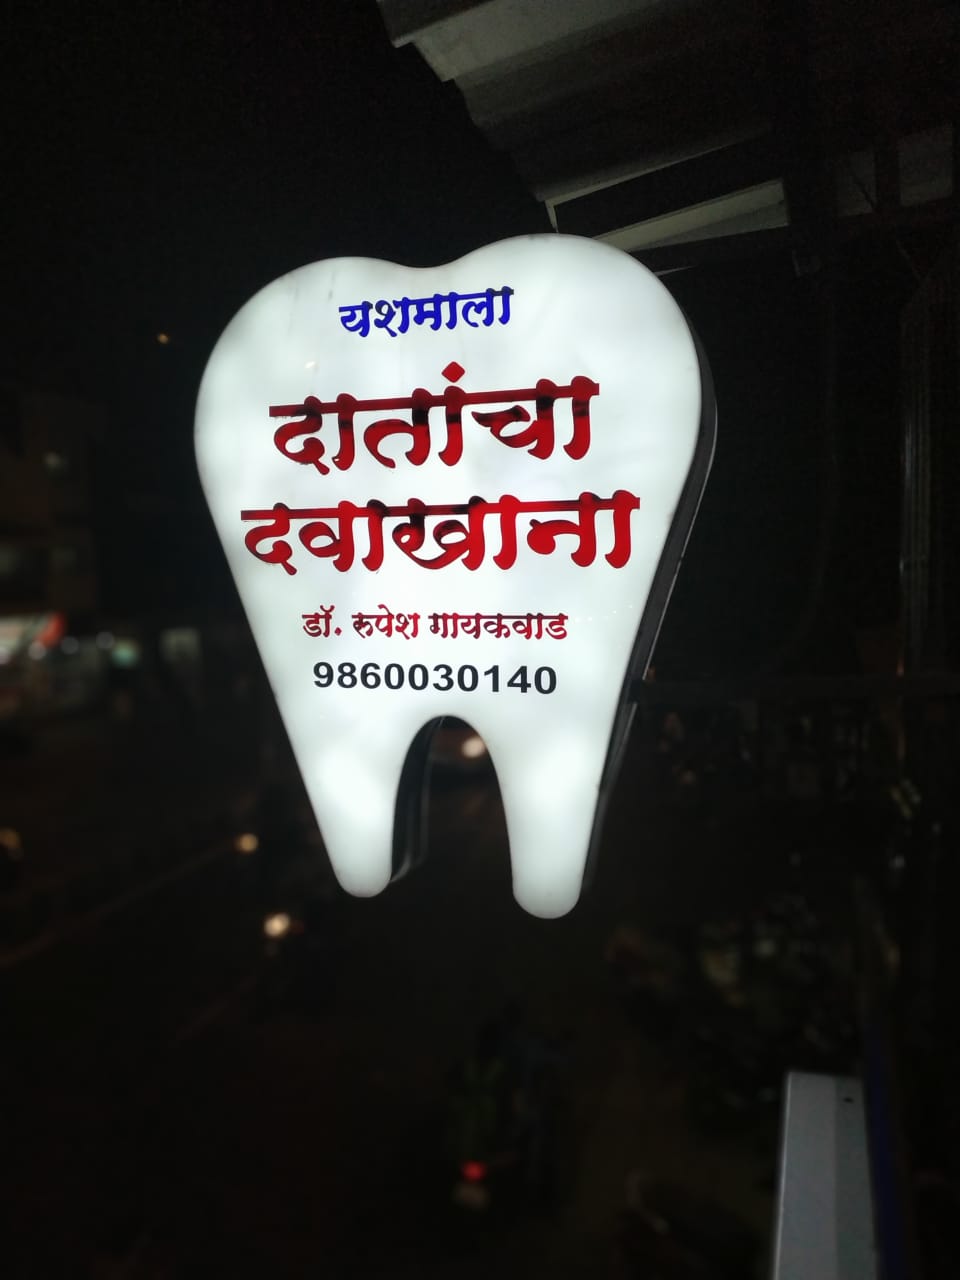 यशमाला
दातांचा
दवाखाना
डॉ. रुपेश गायकवाड
9860030140